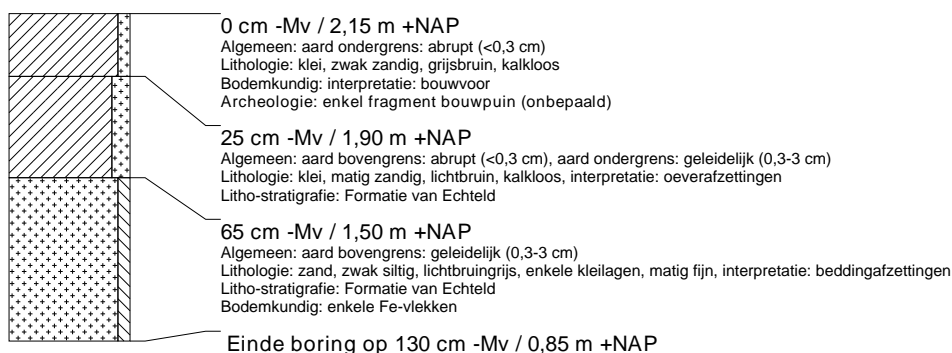 0 cm -Mv / 2,15 m +NAP
Algemeen: aard ondergrens: abrupt (<0,3 cm)
Lithologie: klei, zwak zandig, grijsbruin, kalkloos
Bodemkundig: interpretatie: bouwvoor
Archeologie: enkel fragment bouwpuin (onbepaald)
25 cm -Mv / 1,90 m +NAP
Algemeen: aard bovengrens: abrupt (<0,3 cm), aard ondergrens: geleidelijk (0,3-3 cm)
Lithologie: klei, matig zandig, lichtbruin, kalkloos, interpretatie: oeverafzettingen
Litho-stratigrafie: Formatie van Echteld
65 cm -Mv / 1,50 m +NAP
Algemeen: aard bovengrens: geleidelijk (0,3-3 cm)
Lithologie: zand, zwak siltig, lichtbruingrijs, enkele kleilagen, matig fijn, interpretatie: beddingafzettingen
Litho-stratigrafie: Formatie van Echteld
Bodemkundig: enkele Fe-vlekken
Einde boring op 130 cm -Mv / 0,85 m +NAP